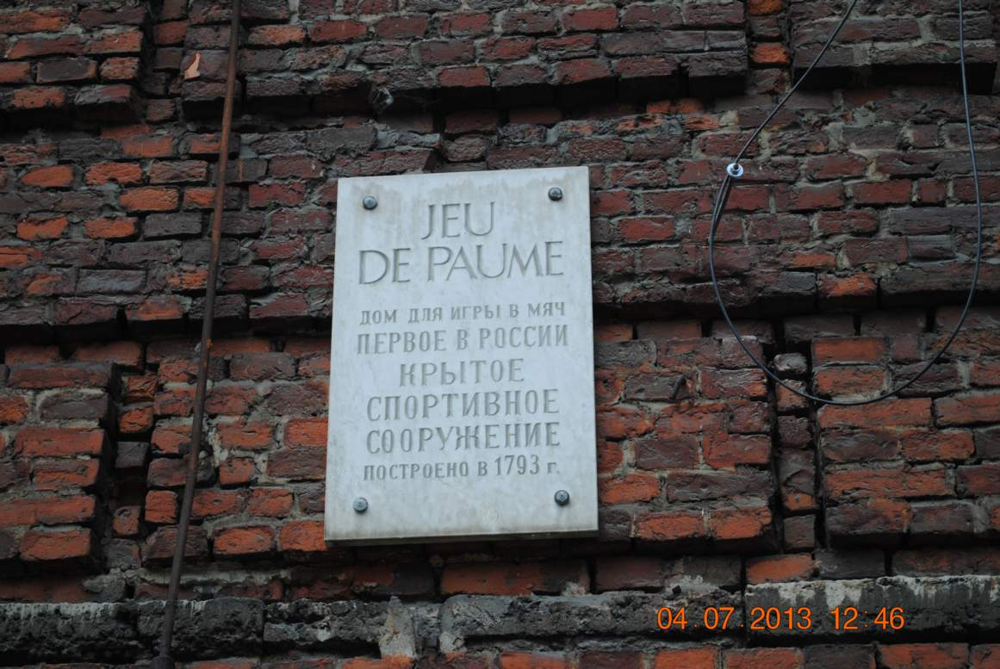 JEU
DE PAUME
ДОМ ДЛЯ ИГРЫ В МЯЧ
ПЕРВОЕ В РОССИИ
КРЫТОЕ
СПОРТИВНОЕ
СООРУЖЕНИЕ
ПОСТРОЕНО В 1793 г.
04.07.2013 12:46